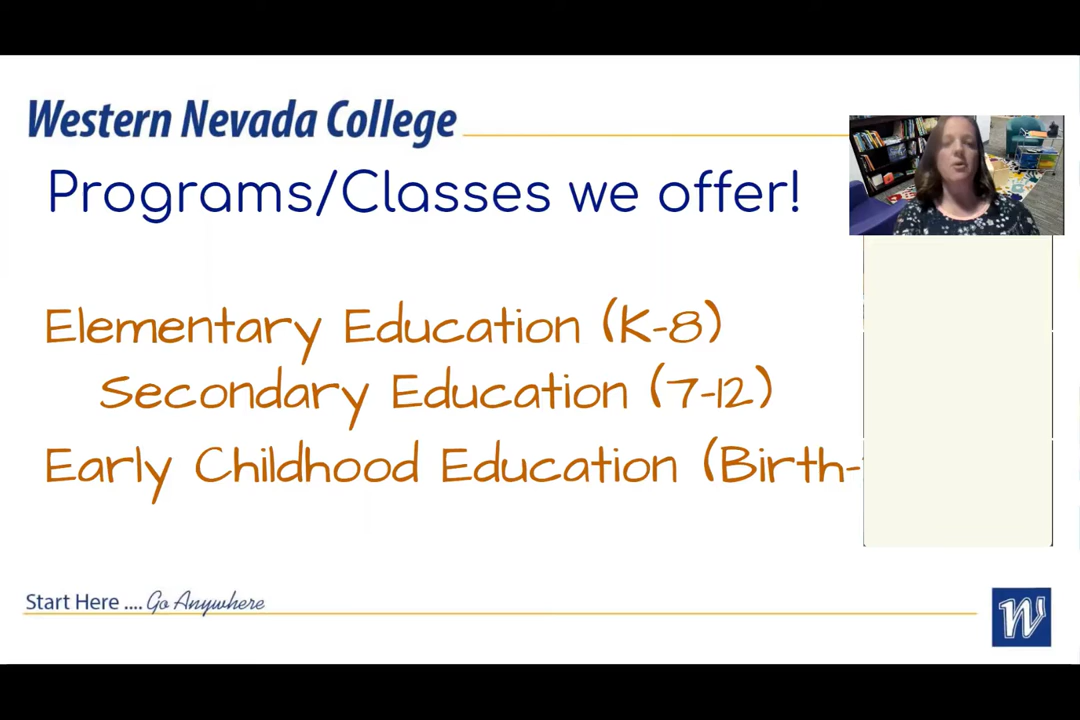 Western Nevada College
Programs/Classes we offer!
Elementary Education (K-8)
Secondary Education (7-12)
Early Childhood Education (Birth-
Start Here .... Go Anywhere
W